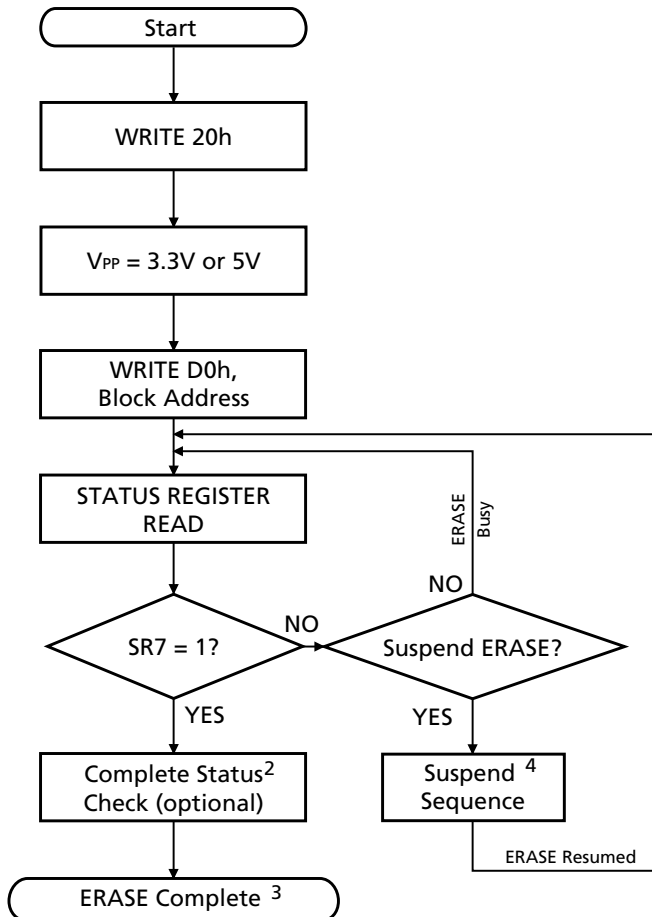 Start
WRITE 20h
VPP = 3.3V or 5V
WRITE D0h,
Block Address
STATUS REGISTER
READ
ERASE
Busy
NO
SR7 = 1?
NO
Suspend ERASE?
YES
YES
Complete Status2
Check (optional)
Suspend 4
Sequence
ERASE Resumed
ERASE Complete 3